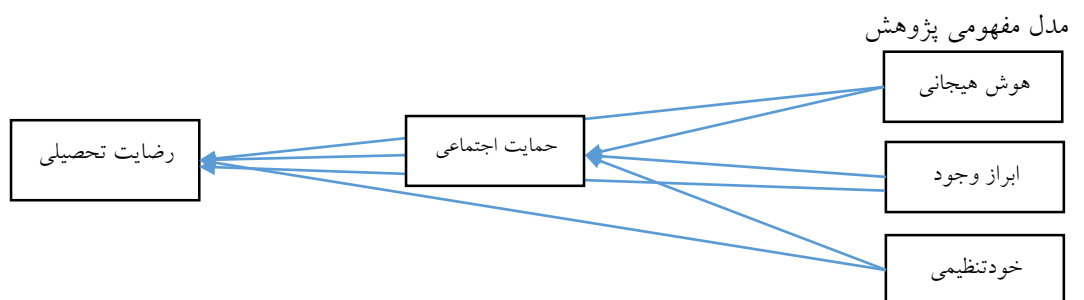 مدل مفهومی پژوهش
هوش هیجانی
حمایت اجتماعی
رضایت تحصیلی
ابراز وجود
خودتنظیمی